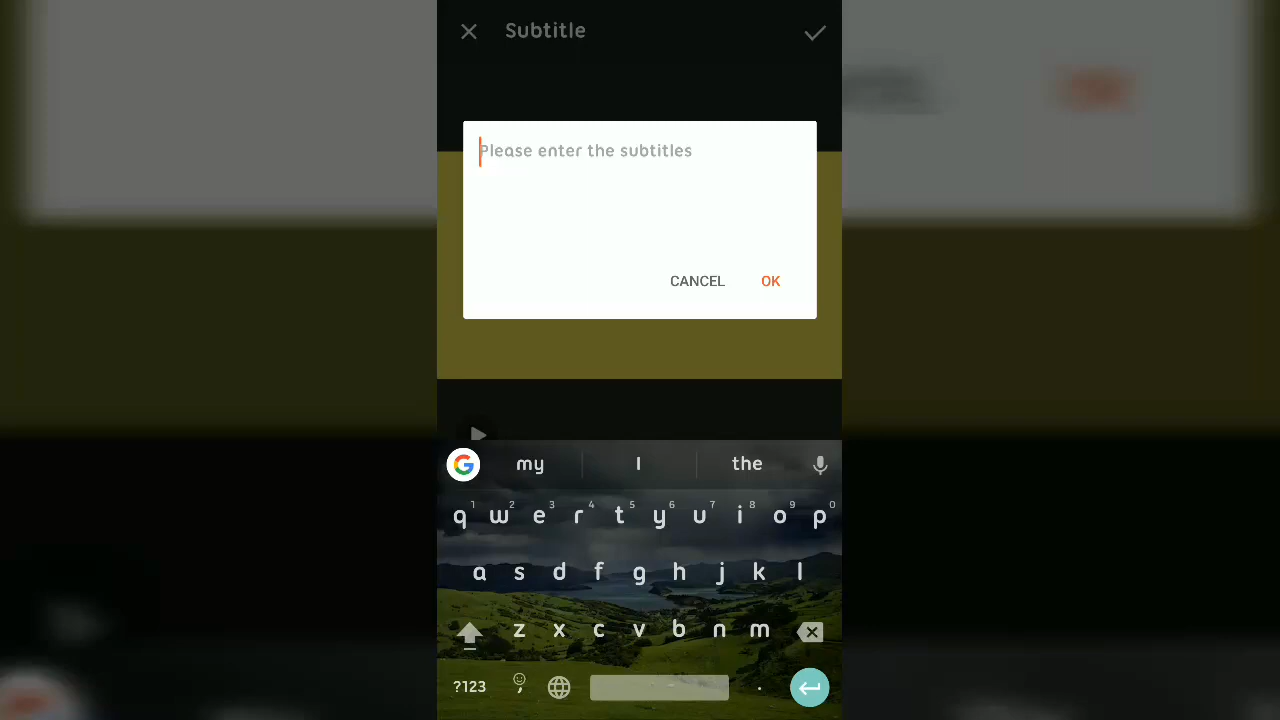 Subtitle
Please enter the subtitles
CANCEL OK
my I the
1 2 3 4 5 6 7 8 9 0
q w e r t y u i o p
a s d f g h j k l
z x c v b n m
?123 , .